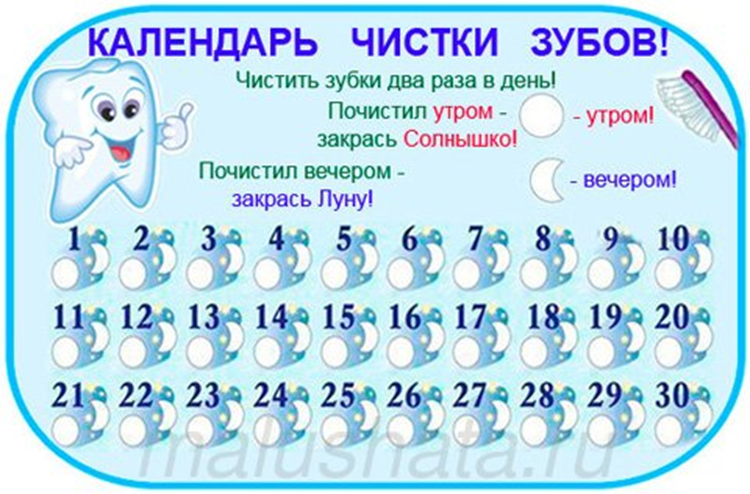 КАЛЕНДАРЬ ЧИСТКИ ЗУБОВ!
Чистить зубки два раза в день!
Почистил утром - - утром!
закрась Солнышко!
Почистил вечером - - вечером!
закрась Луну!
1 2 3 4 5 6 7 8 9 10
11 12 13 14 15 16 17 18 19 20
21 22 23 24 25 26 27 28 29 30
malushata.ru